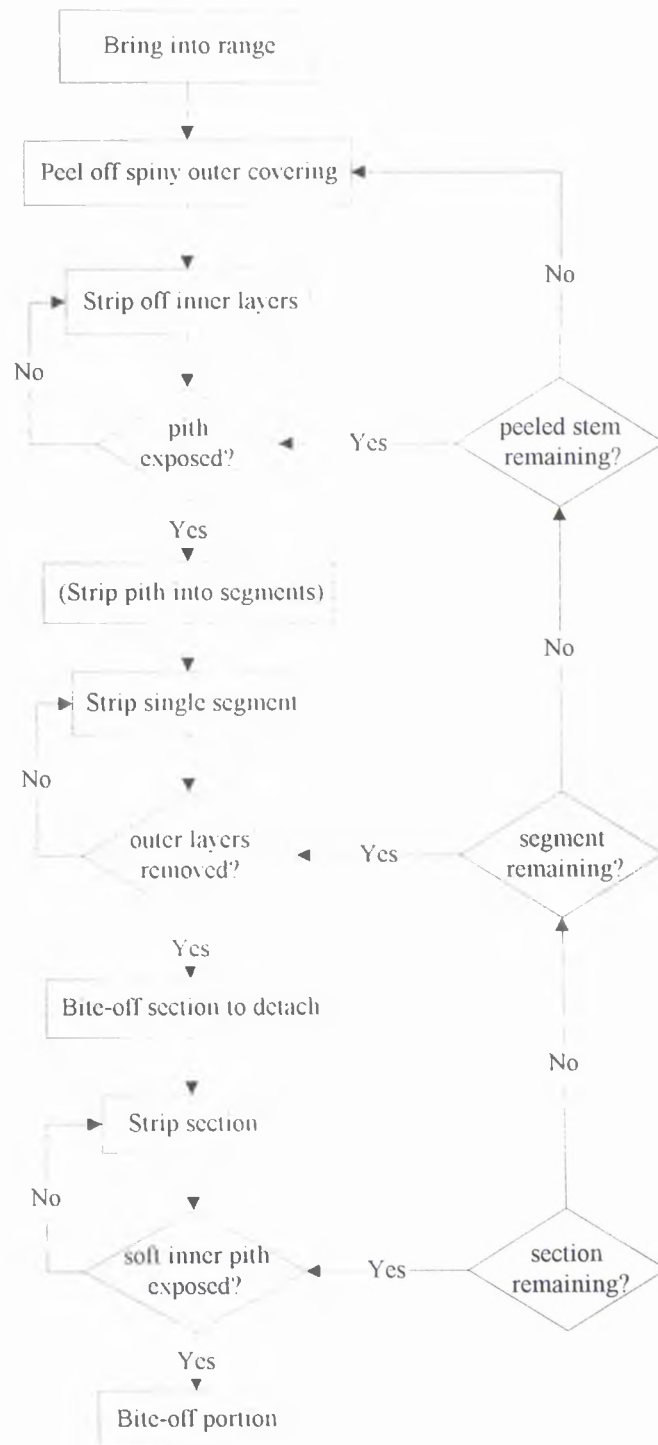 Bring into range
Peel off spiny outer covering
No
Strip off inner layers
No
pith
exposed?
Yes
peeled stem
remaining?
Yes
(Strip pith into segments)
No
Strip single segment
No
outer layers
removed?
Yes
segment
remaining?
Yes
Bite-off section to detach
No
Strip section
No
soft inner pith
exposed?
Yes
section
remaining?
Yes
Bite-off portion